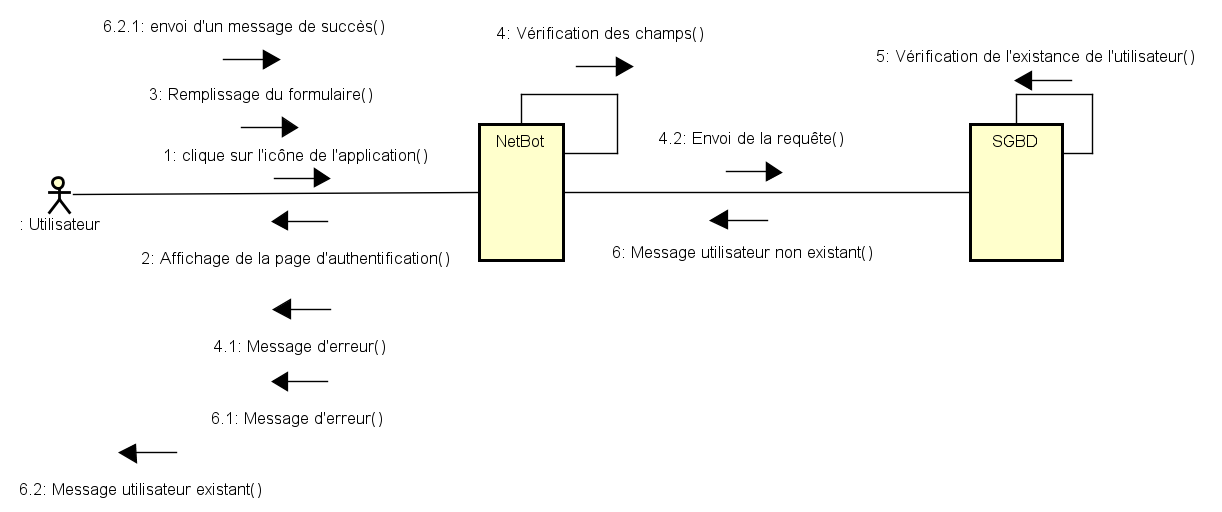 6.2.1: envoi d'un message de succès()
4: Vérification des champs()
5: Vérification de l'existance de l'utilisateur()
3: Remplissage du formulaire()
NetBot
4.2: Envoi de la requête()
SGBD
1: clique sur l'icône de l'application()
: Utilisateur
2: Affichage de la page d'authentification()
6: Message utilisateur non existant()
4.1: Message d'erreur()
6.1: Message d'erreur()
6.2: Message utilisateur existant()